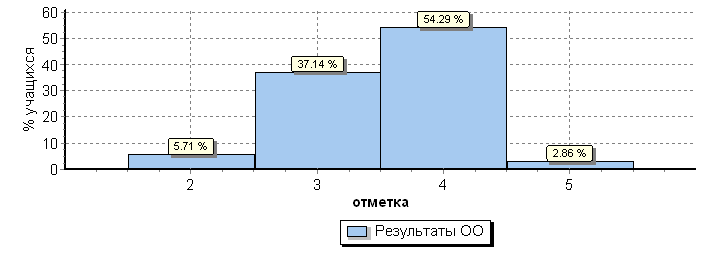 % учащихся
60
50
40
30
20
10
0
5.71 %
37.14 %
54.29 %
2.86 %
2 3 4 5
отметка
Результаты ОО